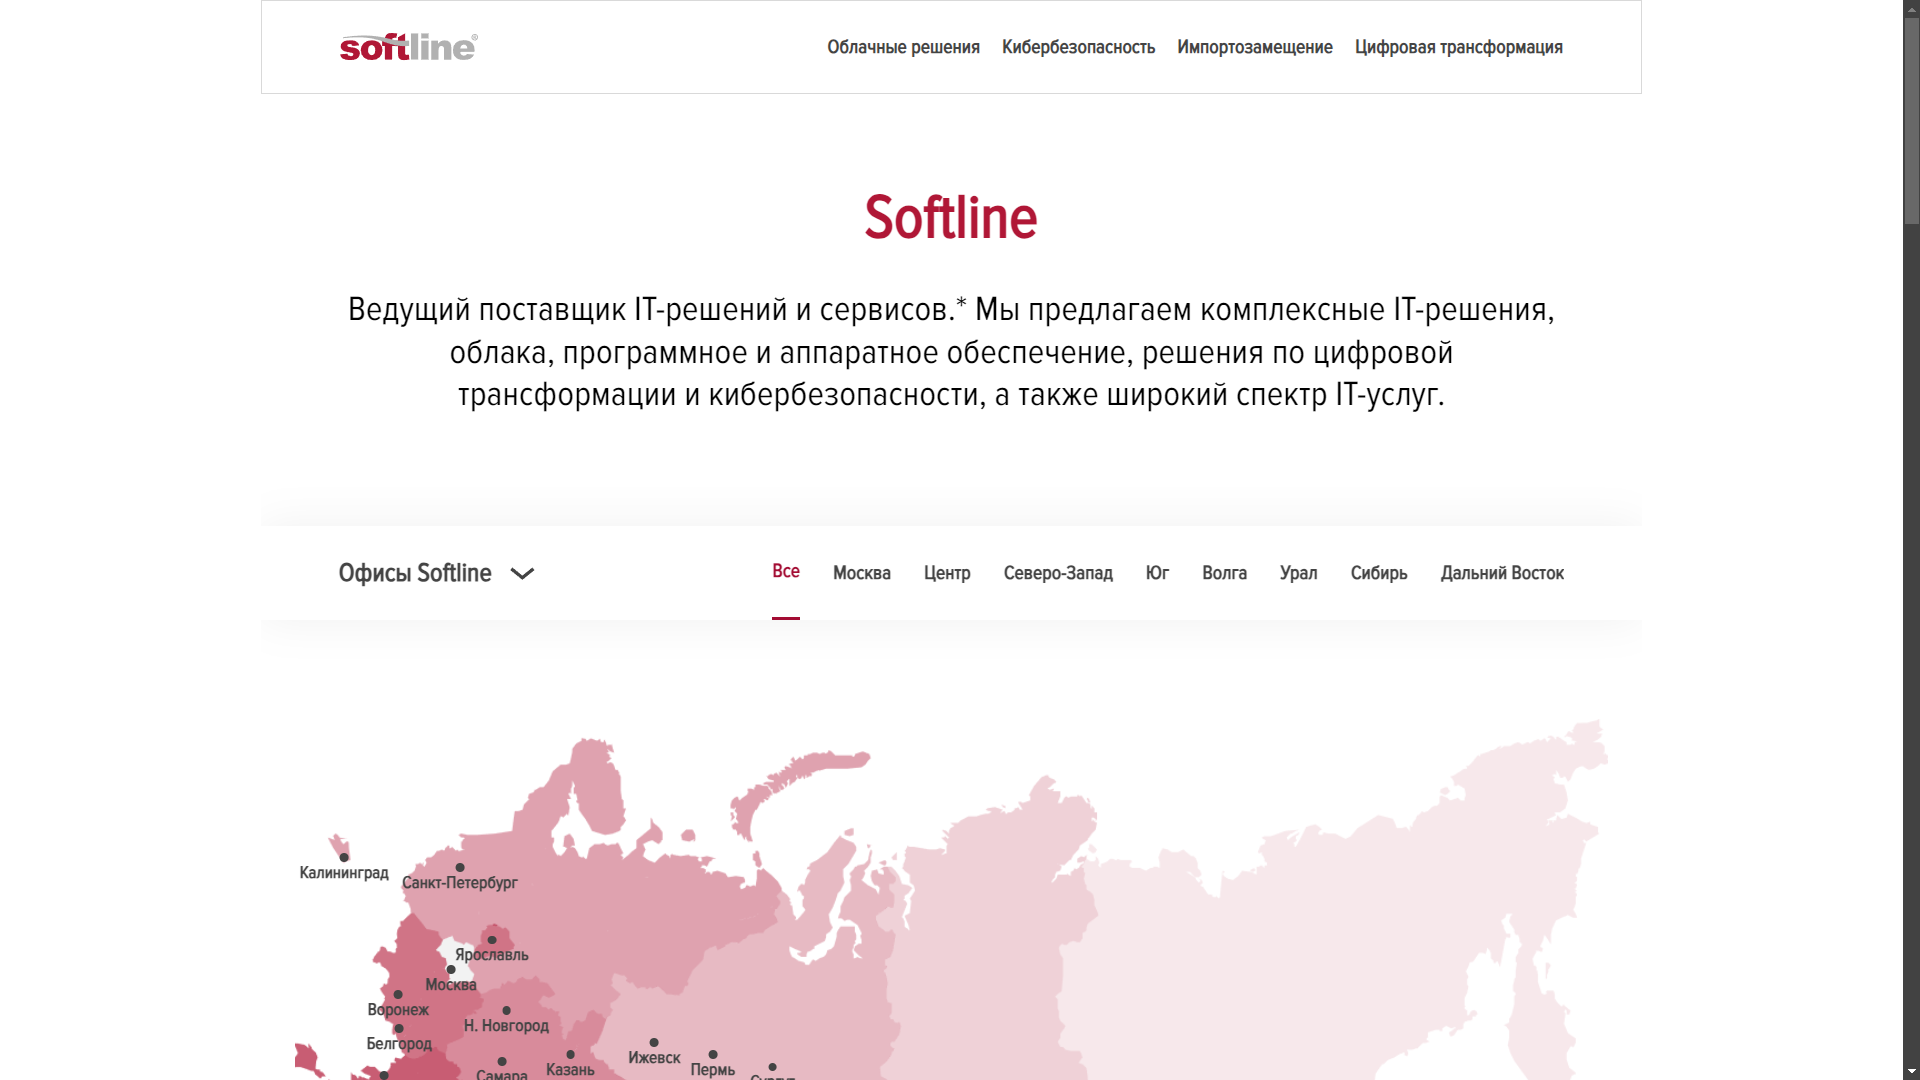 softline®
Облачные решения Кибербезопасность Импортозамещение Цифровая трансформация
Softline
Ведущий поставщик IT-решений и сервисов.* Мы предлагаем комплексные IT-решения,
облака, программное и аппаратное обеспечение, решения по цифровой
трансформации и кибербезопасности, а также широкий спектр IT-услуг.
Офисы Softline
Все Москва Центр Северо-Запад Юг Волга Урал Сибирь Дальний Восток
Калининград
Санкт-Петербург
Ярославль
Москва
Воронеж
Н. Новгород
Белгород
Ижевск
Казань
Пермь
Самара